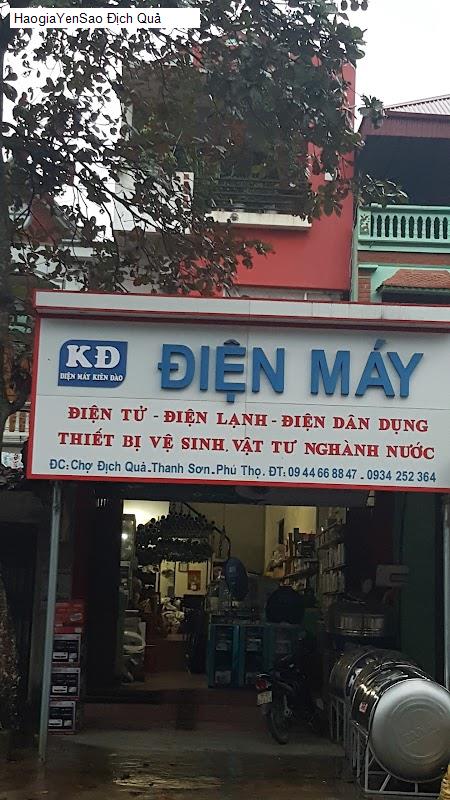 HaogiaYenSao Địch Quả
KĐ
ĐIỆN MÁY KIÊN ĐÀO
ĐIỆN MÁY
ĐIỆN TỬ - ĐIỆN LẠNH - ĐIỆN DÂN DỤNG
THIẾT BỊ VỆ SINH, VẬT TƯ NGHÀNH NƯỚC
ĐC: Chợ Địch Quả - Thanh Sơn - Phú Thọ. ĐT: 09 44 66 88 47 - 0934 252 364